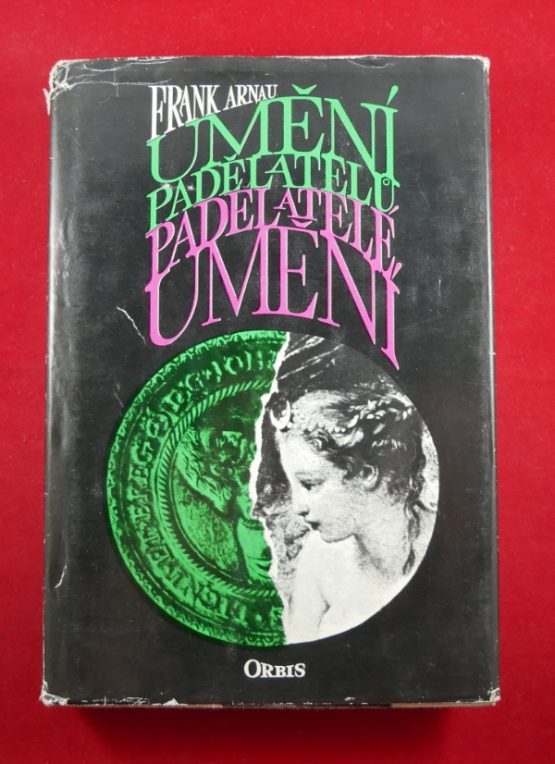 FRANK ARNAU
UMĚNÍ
PADĚLATELŮ
PADĚLATELÉ
UMĚNÍ
ORBIS